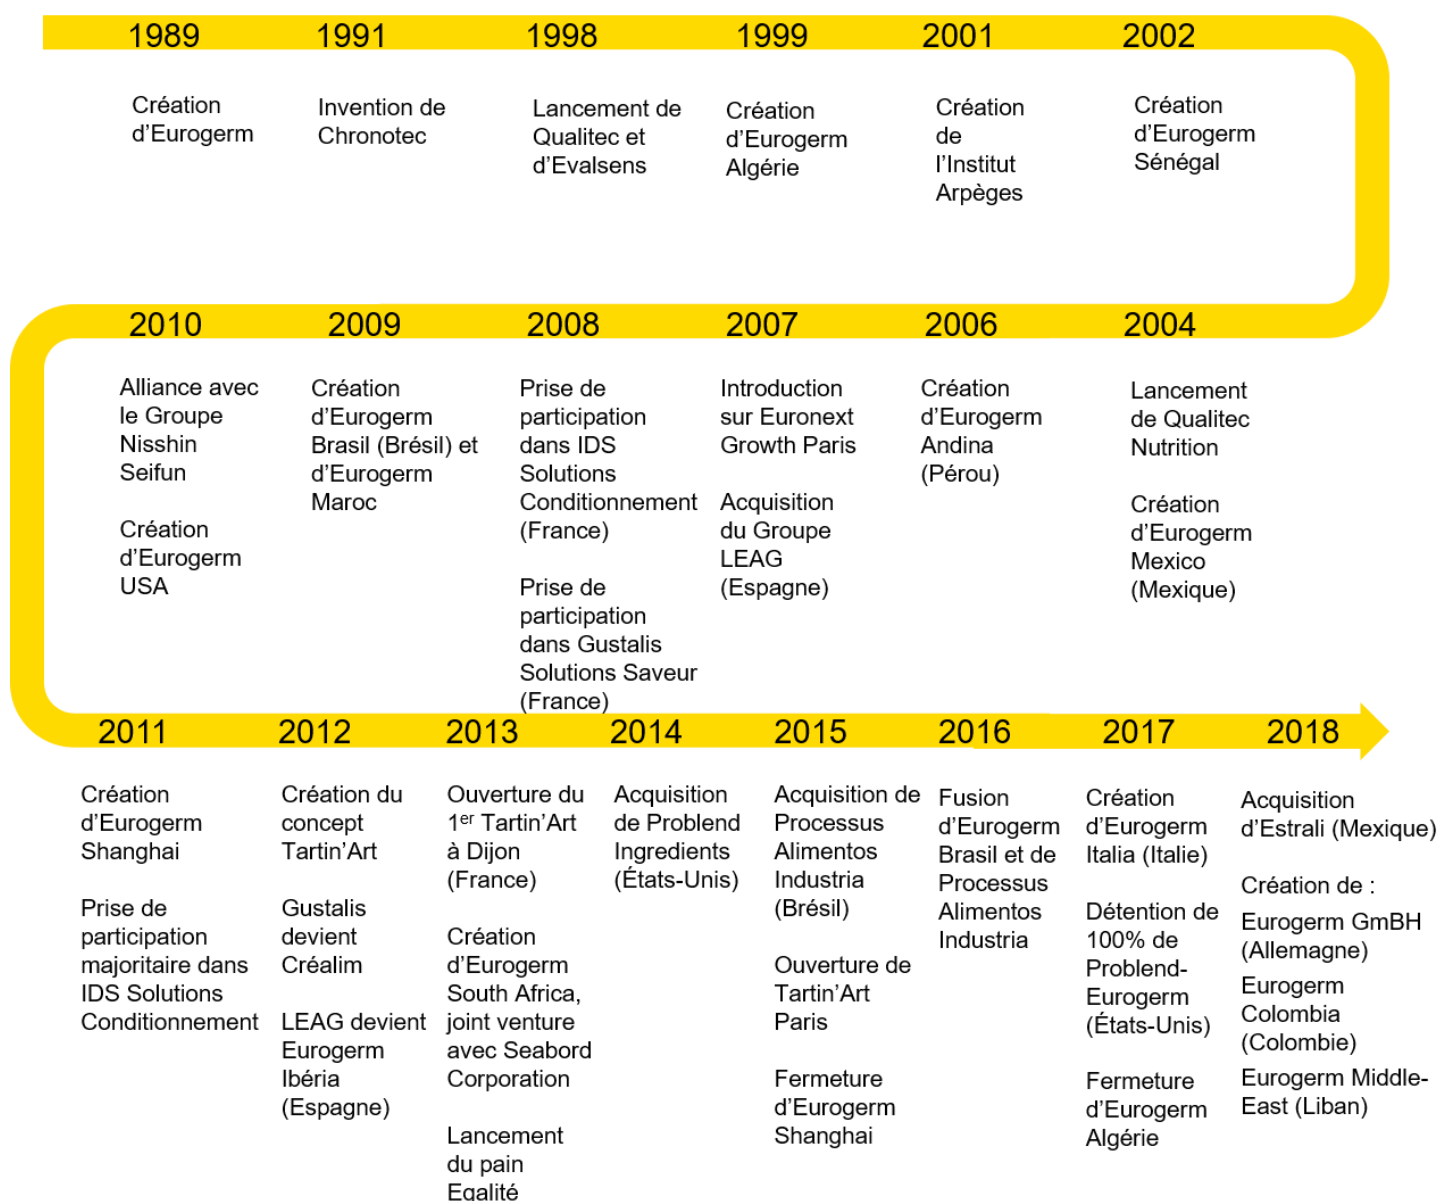 1989
Création
d’Eurogerm
1991
Invention de
Chronotec
1998
Lancement de
Qualitec et
d’Evalsens
1999
Création
d’Eurogerm
Algérie
2001
Création
de
l’Institut
Arpèges
2002
Création
d’Eurogerm
Sénégal
2004
Lancement
de Qualitec
Nutrition
Création
d’Eurogerm
Mexico
(Mexique)
2006
Création
d’Eurogerm
Andina
(Pérou)
2007
Introduction
sur Euronext
Growth Paris
Acquisition
du Groupe
LEAG
(Espagne)
2008
Prise de
participation
dans IDS
Solutions
Conditionnement
(France)
Prise de
participation
dans Gustalis
Solutions Saveur
(France)
2009
Création
d’Eurogerm
Brasil (Brésil) et
d’Eurogerm
Maroc
2010
Alliance avec
le Groupe
Nisshin
Seifun
Création
d’Eurogerm
USA
2011
Création
d’Eurogerm
Shanghai
Prise de
participation
majoritaire dans
IDS Solutions
Conditionnement
2012
Création du
concept
Tartin’Art
Gustalis
devient
Créalim
LEAG devient
Eurogerm
Ibéria
(Espagne)
2013
Ouverture du
1er Tartin’Art
à Dijon
(France)
Création
d’Eurogerm
South Africa,
joint venture
avec Seabord
Corporation
Lancement
du pain
Egalité
2014
Acquisition
de Problend
Ingredients
(États-Unis)
2015
Acquisition de
Processus
Alimentos
Industria
(Brésil)
Ouverture de
Tartin’Art
Paris
Fermeture
d’Eurogerm
Shanghai
2016
Fusion
d’Eurogerm
Brasil et de
Processus
Alimentos
Industria
2017
Création
d’Eurogerm
Italia (Italie)
Détention de
100% de
Problend-
Eurogerm
(États-Unis)
Fermeture
d’Eurogerm
Algérie
2018
Acquisition
d’Estrali (Mexique)
Création de :
Eurogerm GmBH
(Allemagne)
Eurogerm
Colombia
(Colombie)
Eurogerm Middle-
East (Liban)